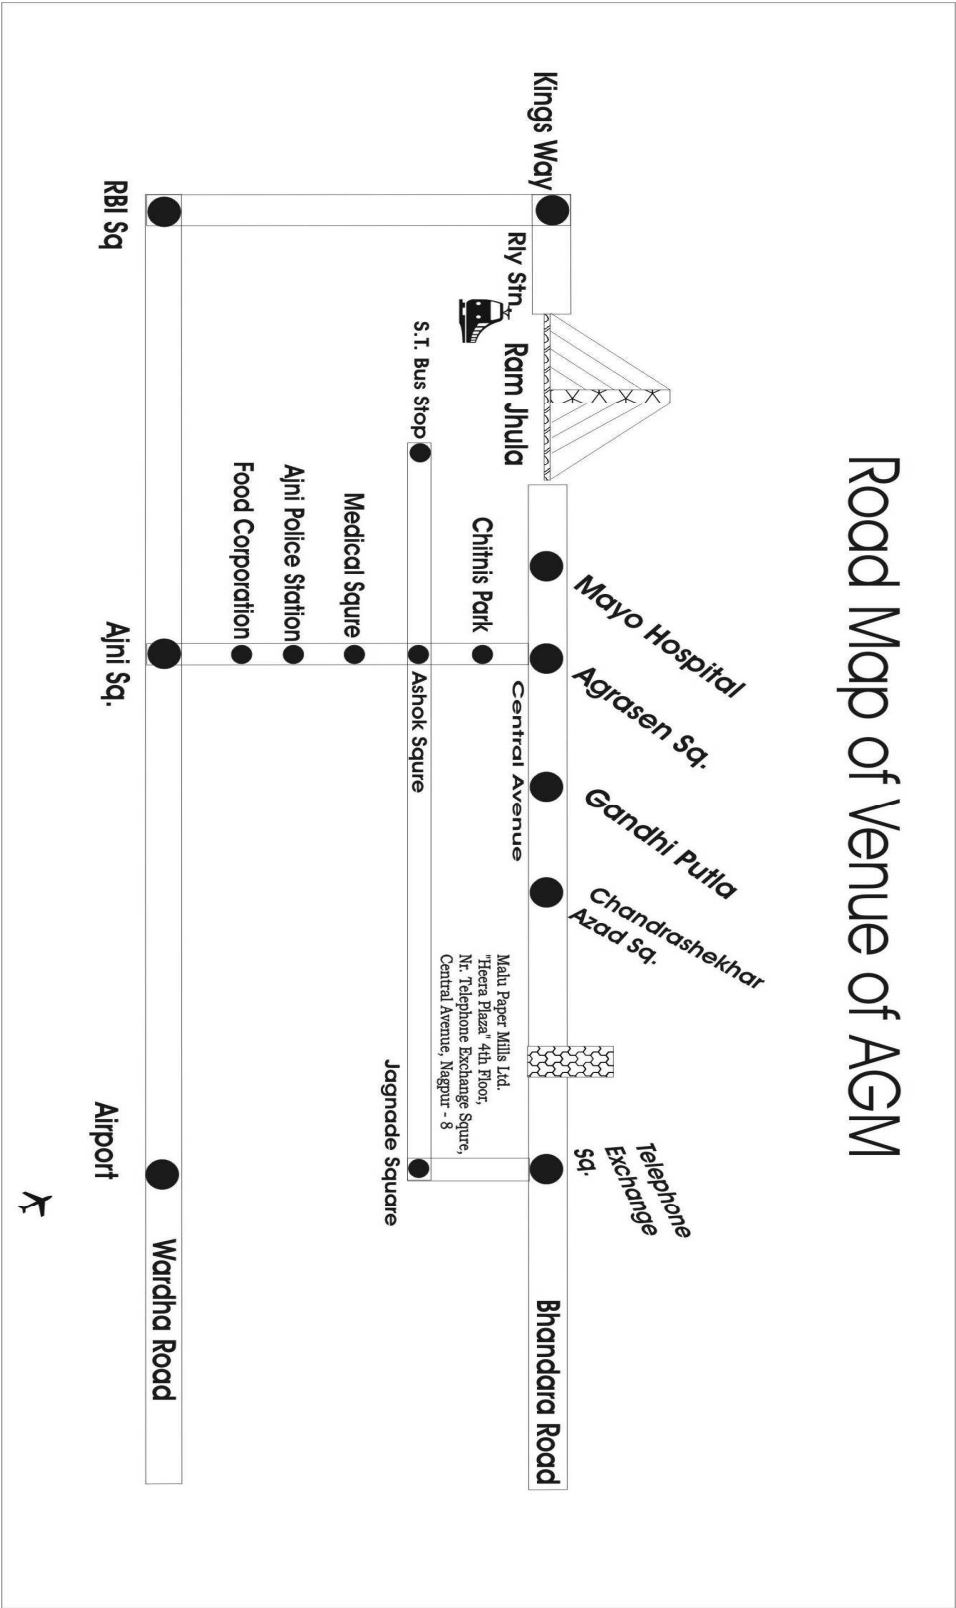 Road Map of Venue of AGM
Kings Way
Rly Stn.
Ram Jhula
Mayo Hospital
Agrasen Sq.
Gandhi Putla
Chandrashekhar
Azad Sq.
Telephone
Exchange
sq.
Bhandara Road
Central Avenue
Chitnis Park
Malu Paper Mills Ltd.
"Heera Plaza" 4th Floor,
Nr. Telephone Exchange Squre,
Central Avenue, Nagpur - 8
S.T. Bus Stop
Ashok Squre
Jagnade Square
Medical Squre
Ajni Police Station
Food Corporation
RBI Sq
Ajni Sq.
Airport
Wardha Road